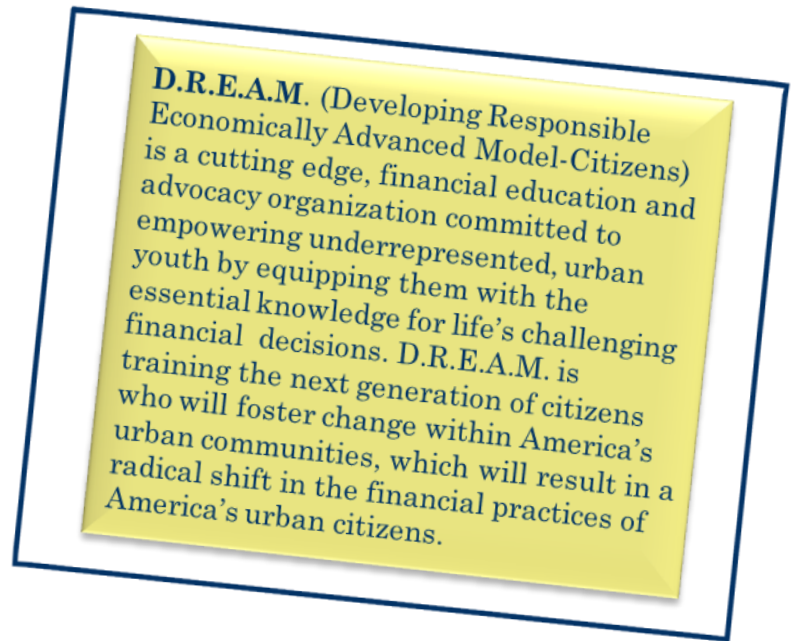 D.R.E.A.M. (Developing Responsible
Economically Advanced Model-Citizens)
is a cutting edge, financial education and
advocacy organization committed to
empowering underrepresented, urban
youth by equipping them with the
essential knowledge for life’s challenging
financial  decisions. D.R.E.A.M. is
training the next generation of citizens
who will foster change within America’s
urban communities, which will result in a
radical shift in the financial practices of
America’s urban citizens.